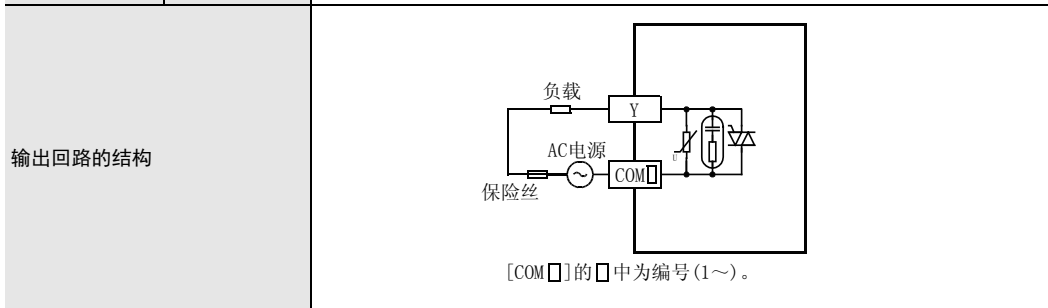 输出回路的结构
负载
Y
AC电源
U
COM□
保险丝
[COM□]的□中为编号(1～)。